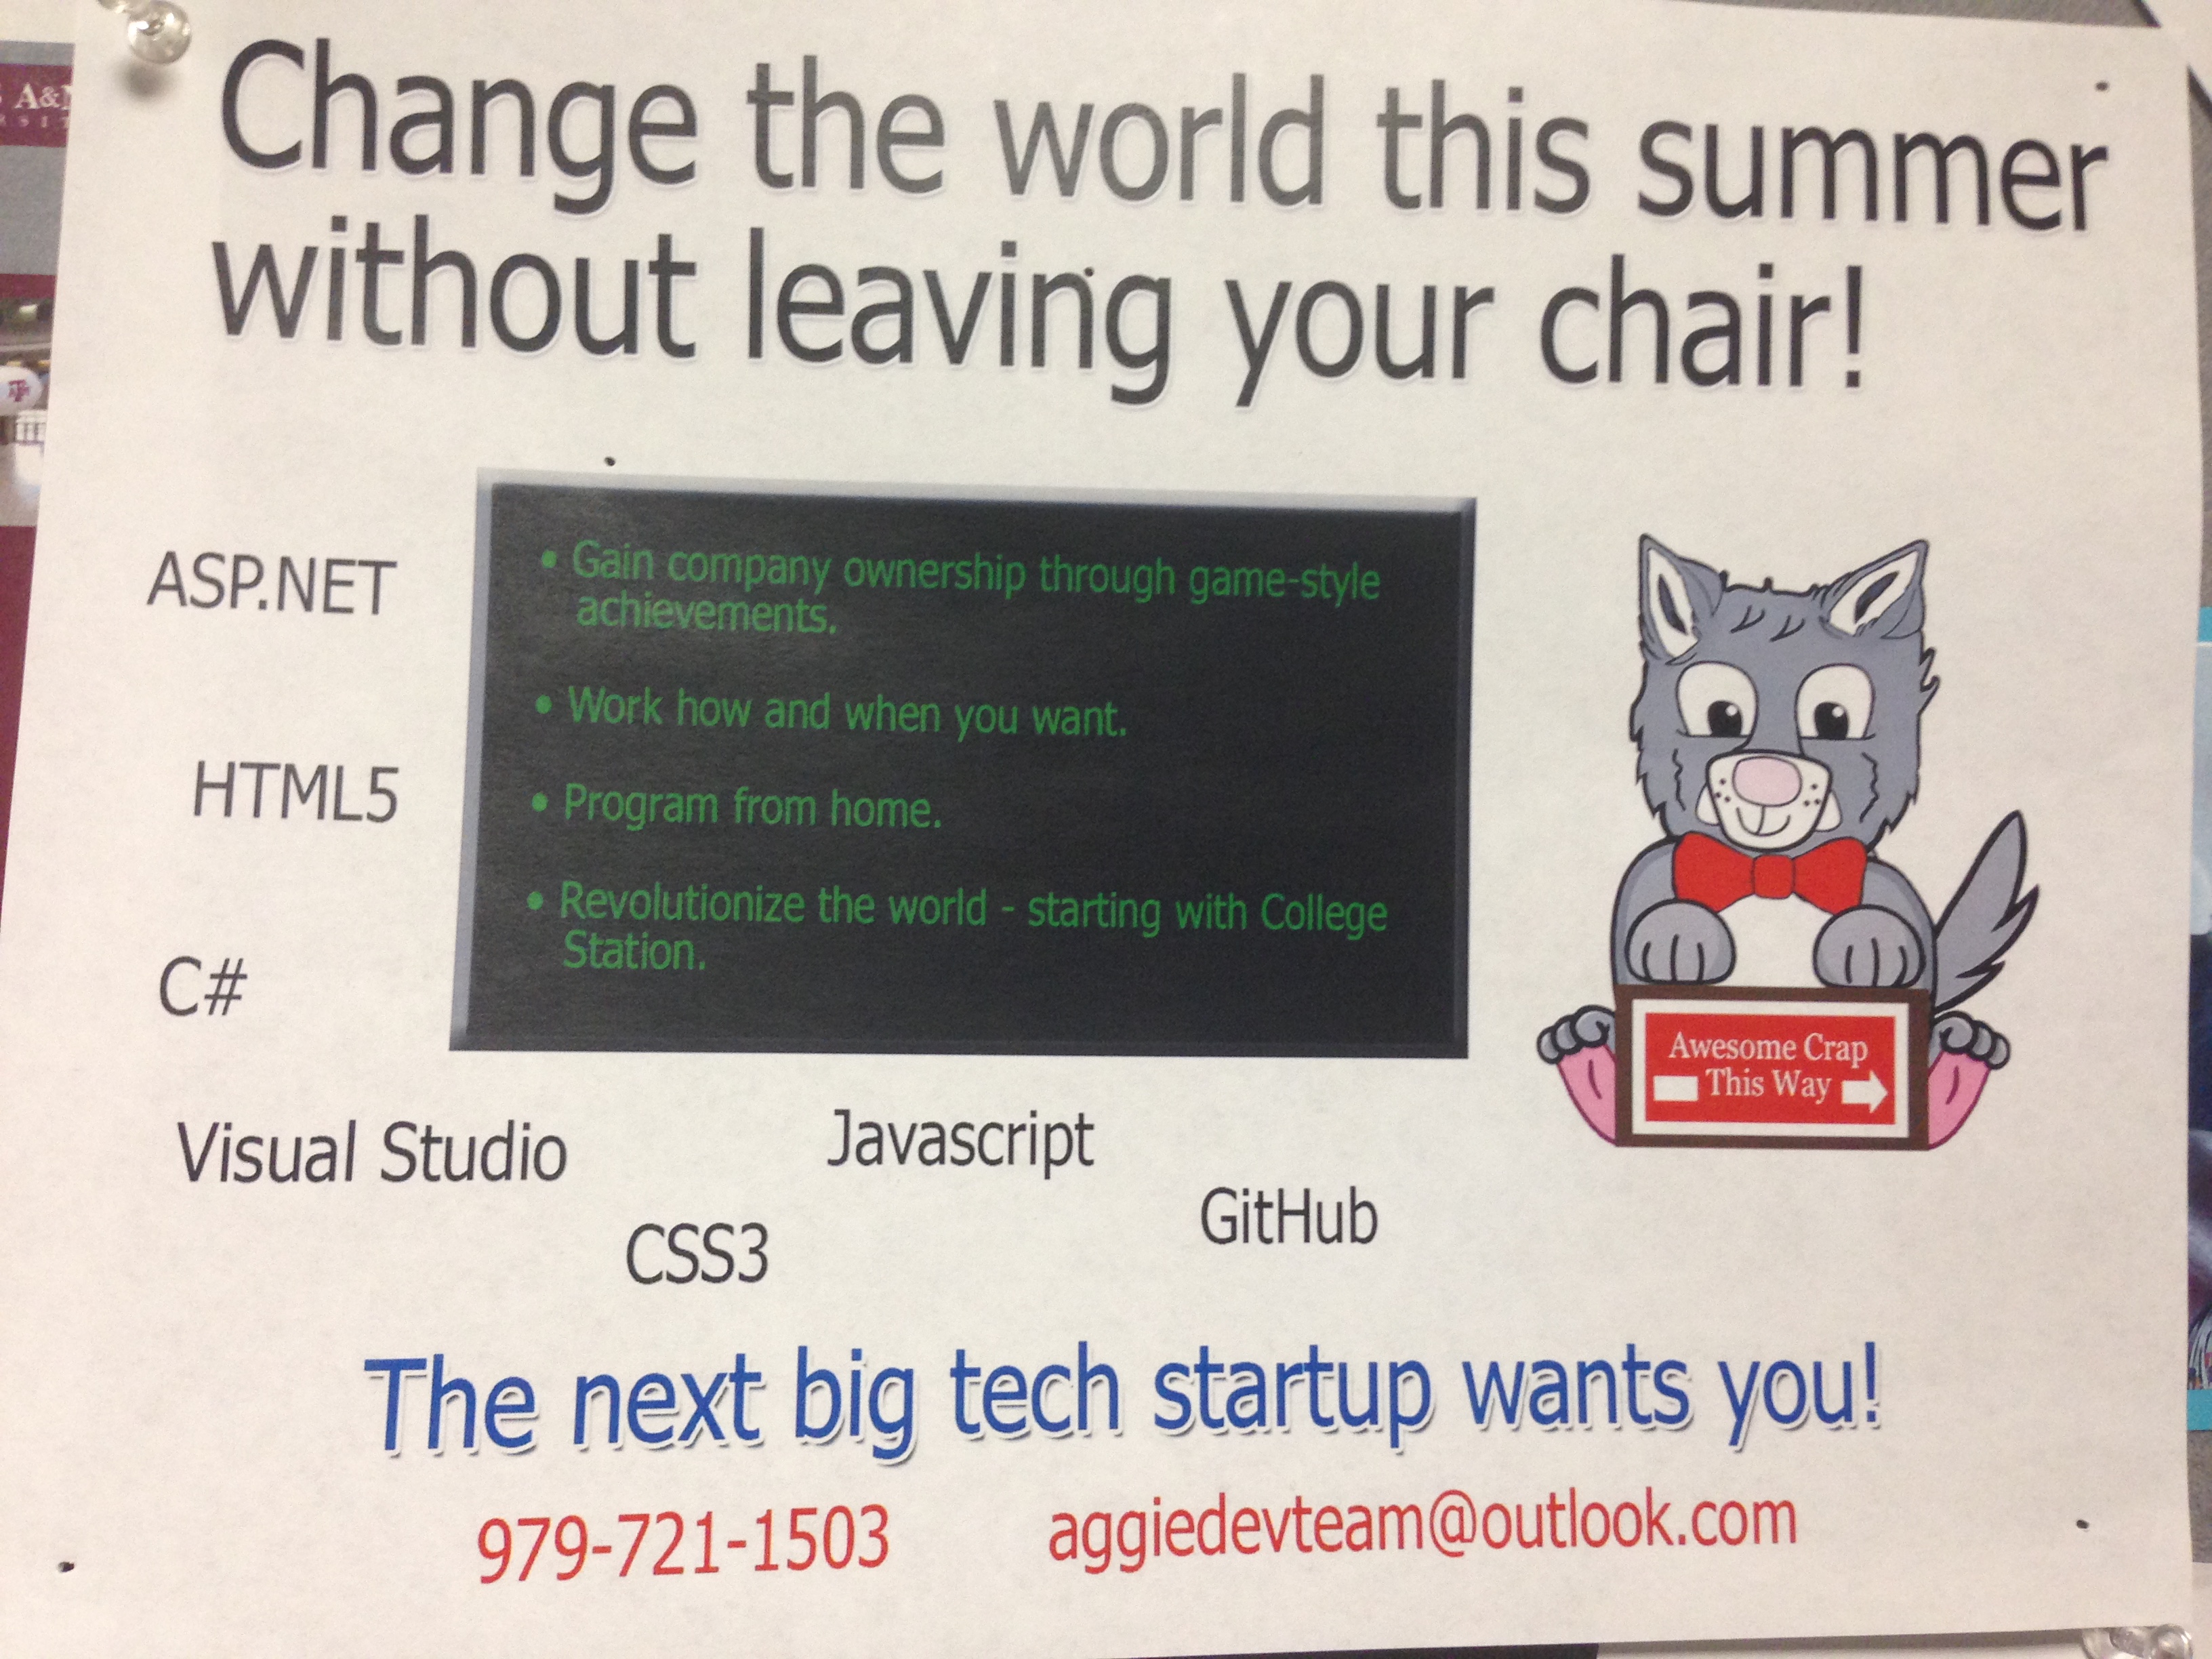 Change the world this summer
without leaving your chair!
A&M
ASP.NET
HTML5
C#
• Gain company ownership through game-style
achievements.
• Work how and when you want.
• Program from home.
• Revolutionize the world - starting with College
Station.
Awesome Crap
This Way
Visual Studio
Javascript
GitHub
CSS3
The next big tech startup wants you!
979-721-1503
aggiedevteam@outlook.com